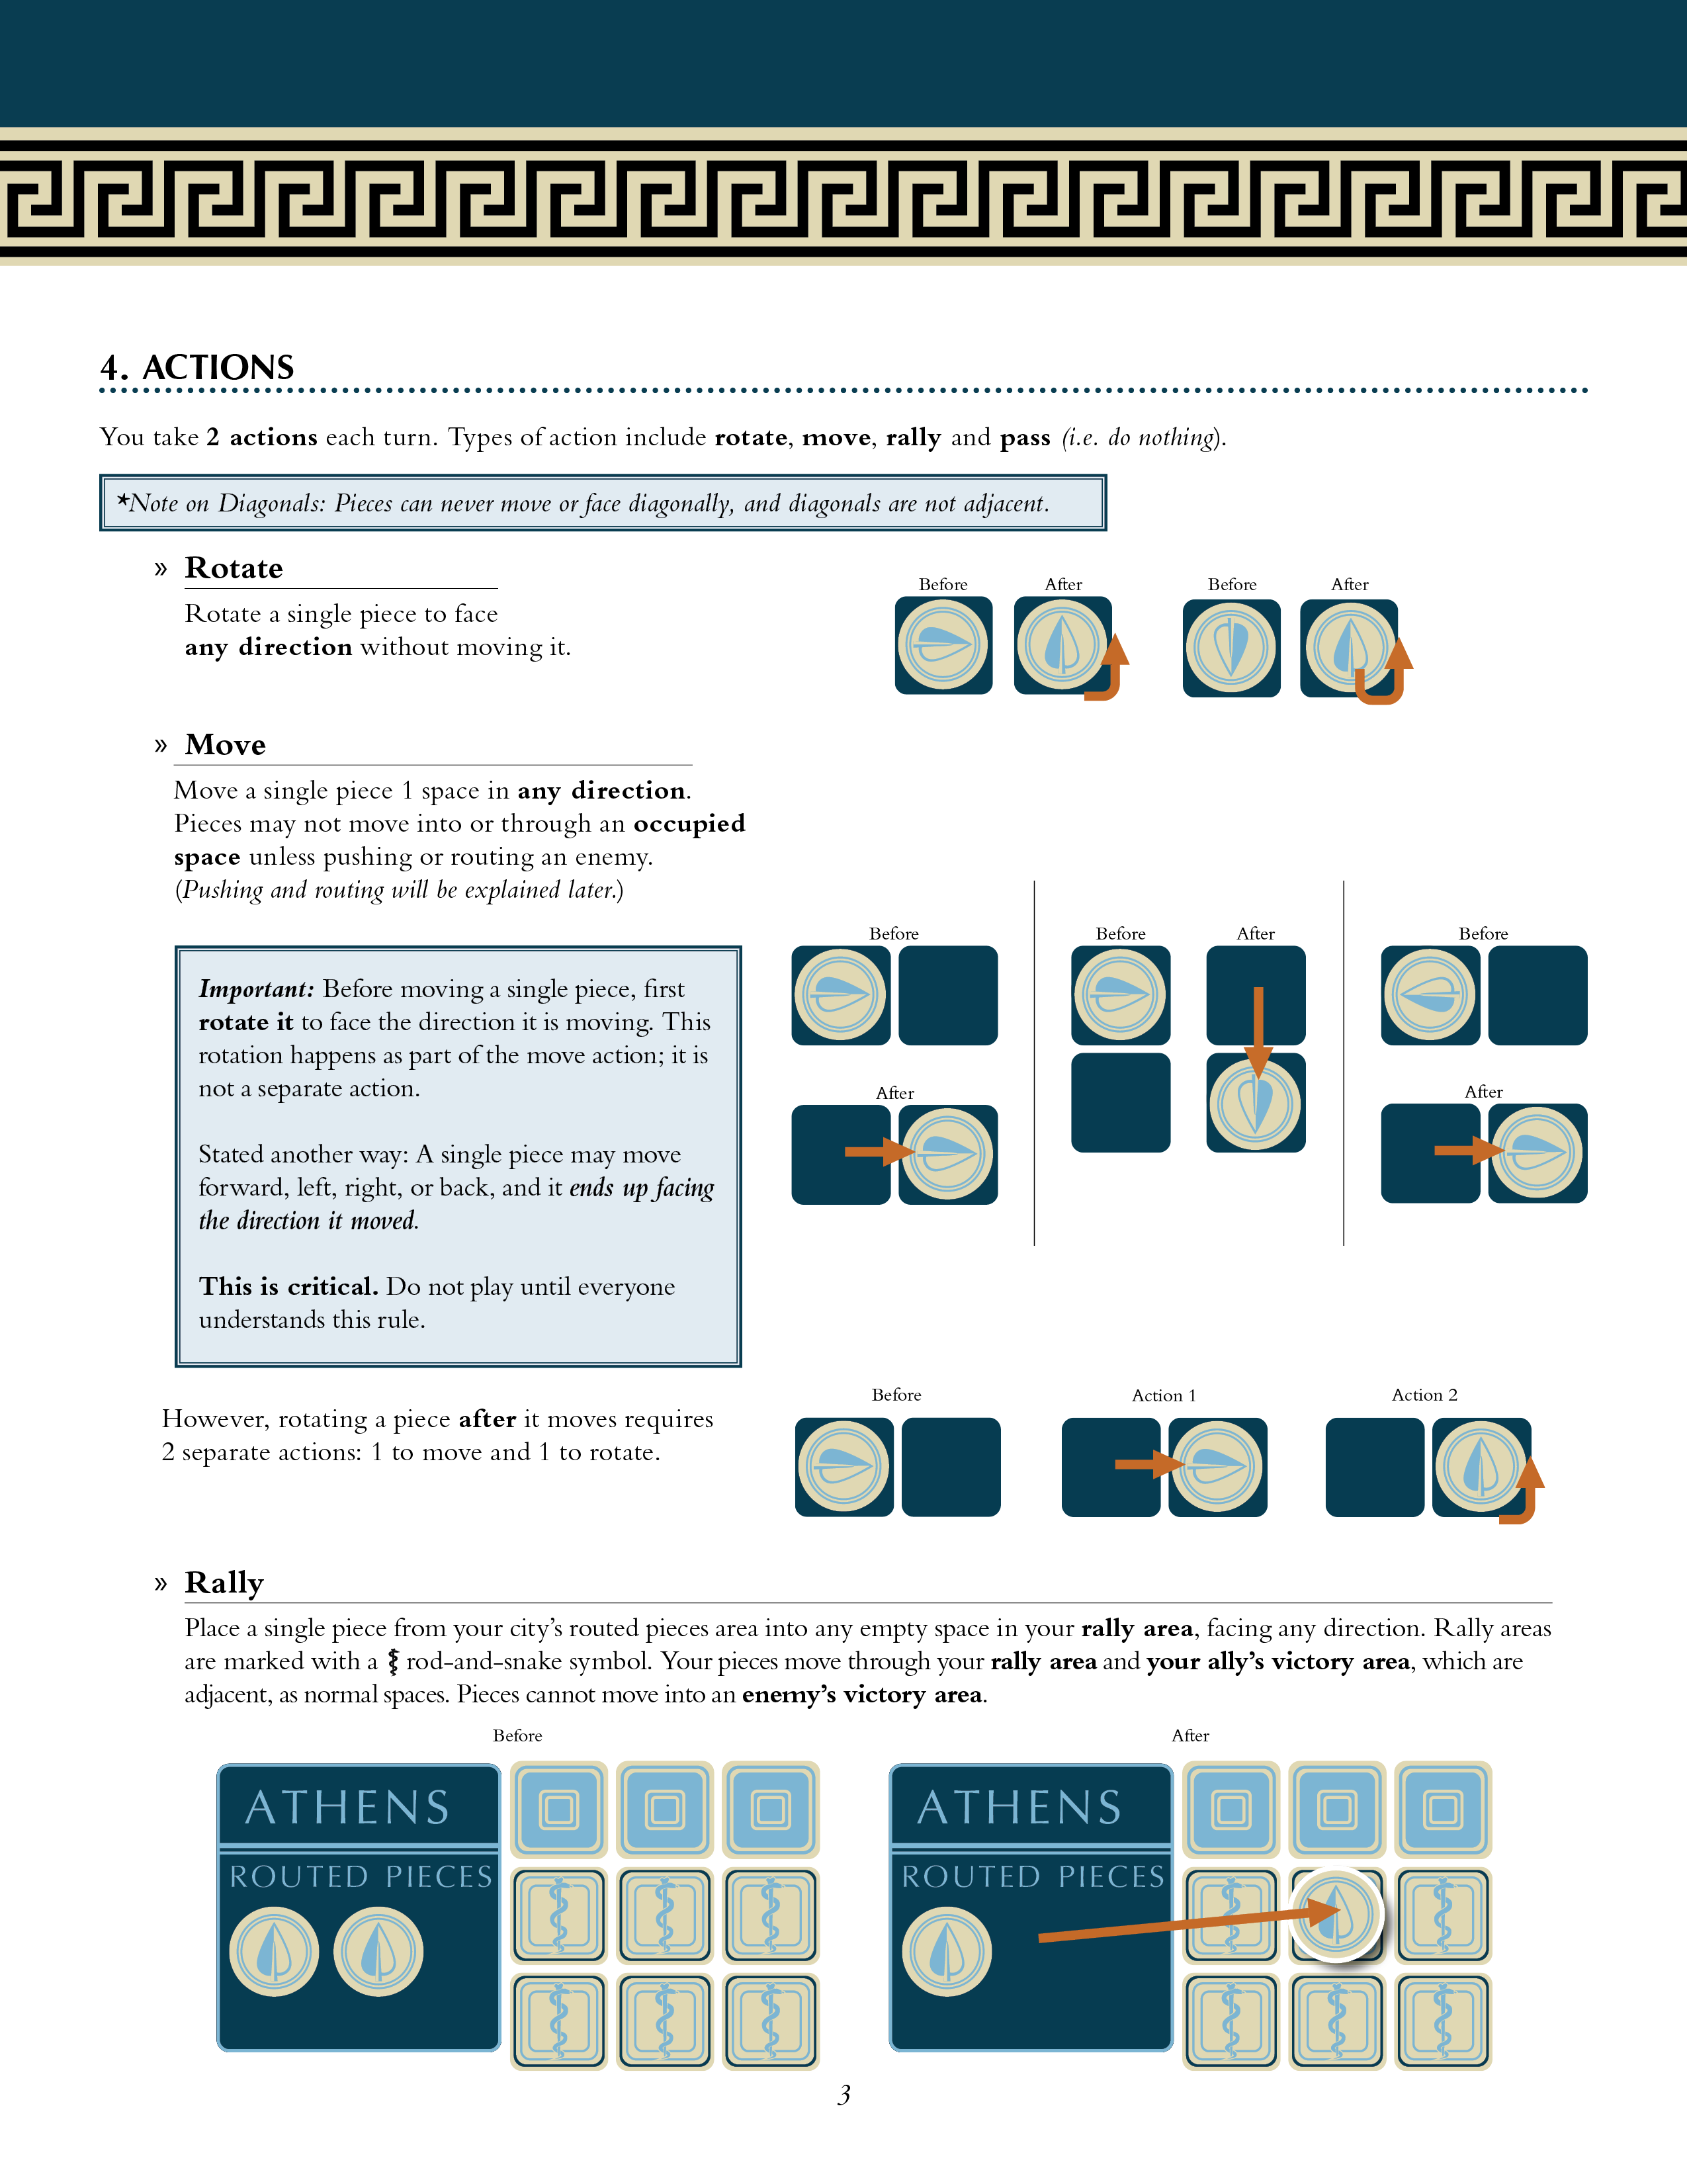 4. ACTIONS
You take 2 actions each turn. Types of action include rotate, move, rally and pass (i.e. do nothing).
*Note on Diagonals: Pieces can never move or face diagonally, and diagonals are not adjacent.
» Rotate
Rotate a single piece to face
any direction without moving it.
Before After Before After
» Move
Move a single piece 1 space in any direction.
Pieces may not move into or through an occupied
space unless pushing or routing an enemy.
(Pushing and routing will be explained later.)
Important: Before moving a single piece, first
rotate it to face the direction it is moving. This
rotation happens as part of the move action; it is
not a separate action.
Stated another way: A single piece may move
forward, left, right, or back, and it ends up facing
the direction it moved.
This is critical. Do not play until everyone
understands this rule.
Before Before After Before
After After
However, rotating a piece after it moves requires
2 separate actions: 1 to move and 1 to rotate.
Before Action 1 Action 2
» Rally
Place a single piece from your city's routed pieces area into any empty space in your rally area, facing any direction. Rally areas
are marked with a rod-and-snake symbol. Your pieces move through your rally area and your ally's victory area, which are
adjacent, as normal spaces. Pieces cannot move into an enemy's victory area.
Before After
ATHENS
ROUTED PIECES
ATHENS
ROUTED PIECES
3